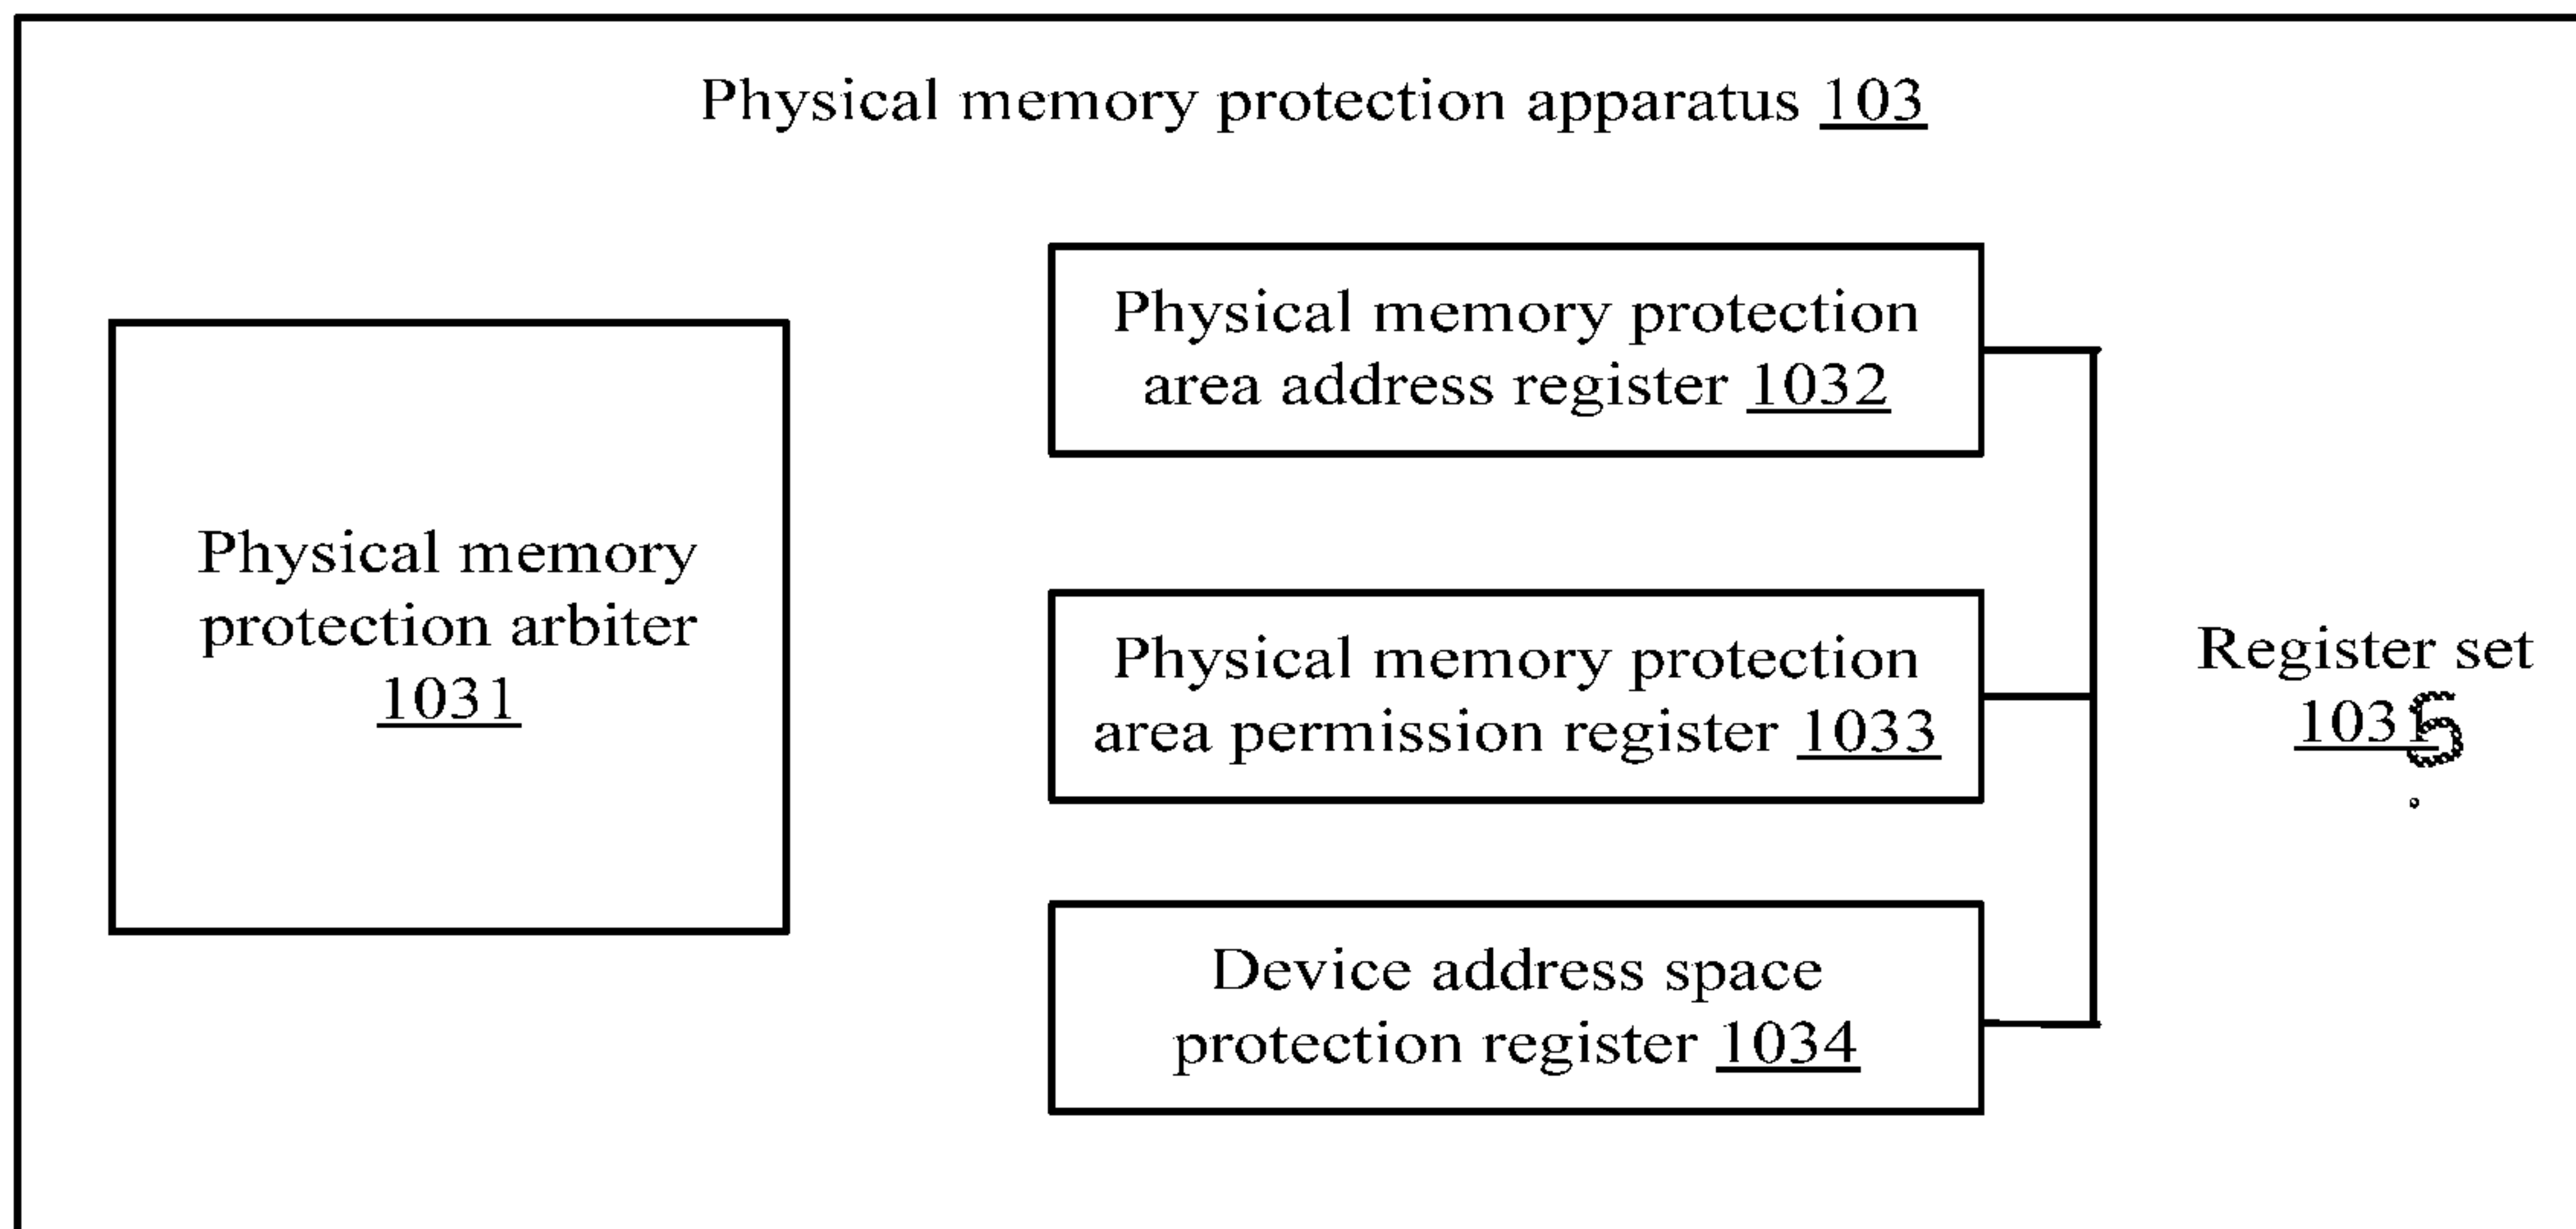 Physical memory protection apparatus 103
Physical memory
protection arbiter
1031
Physical memory protection
area address register 1032
Physical memory protection
area permission register 1033
Device address space
protection register 1034
Register set
1035